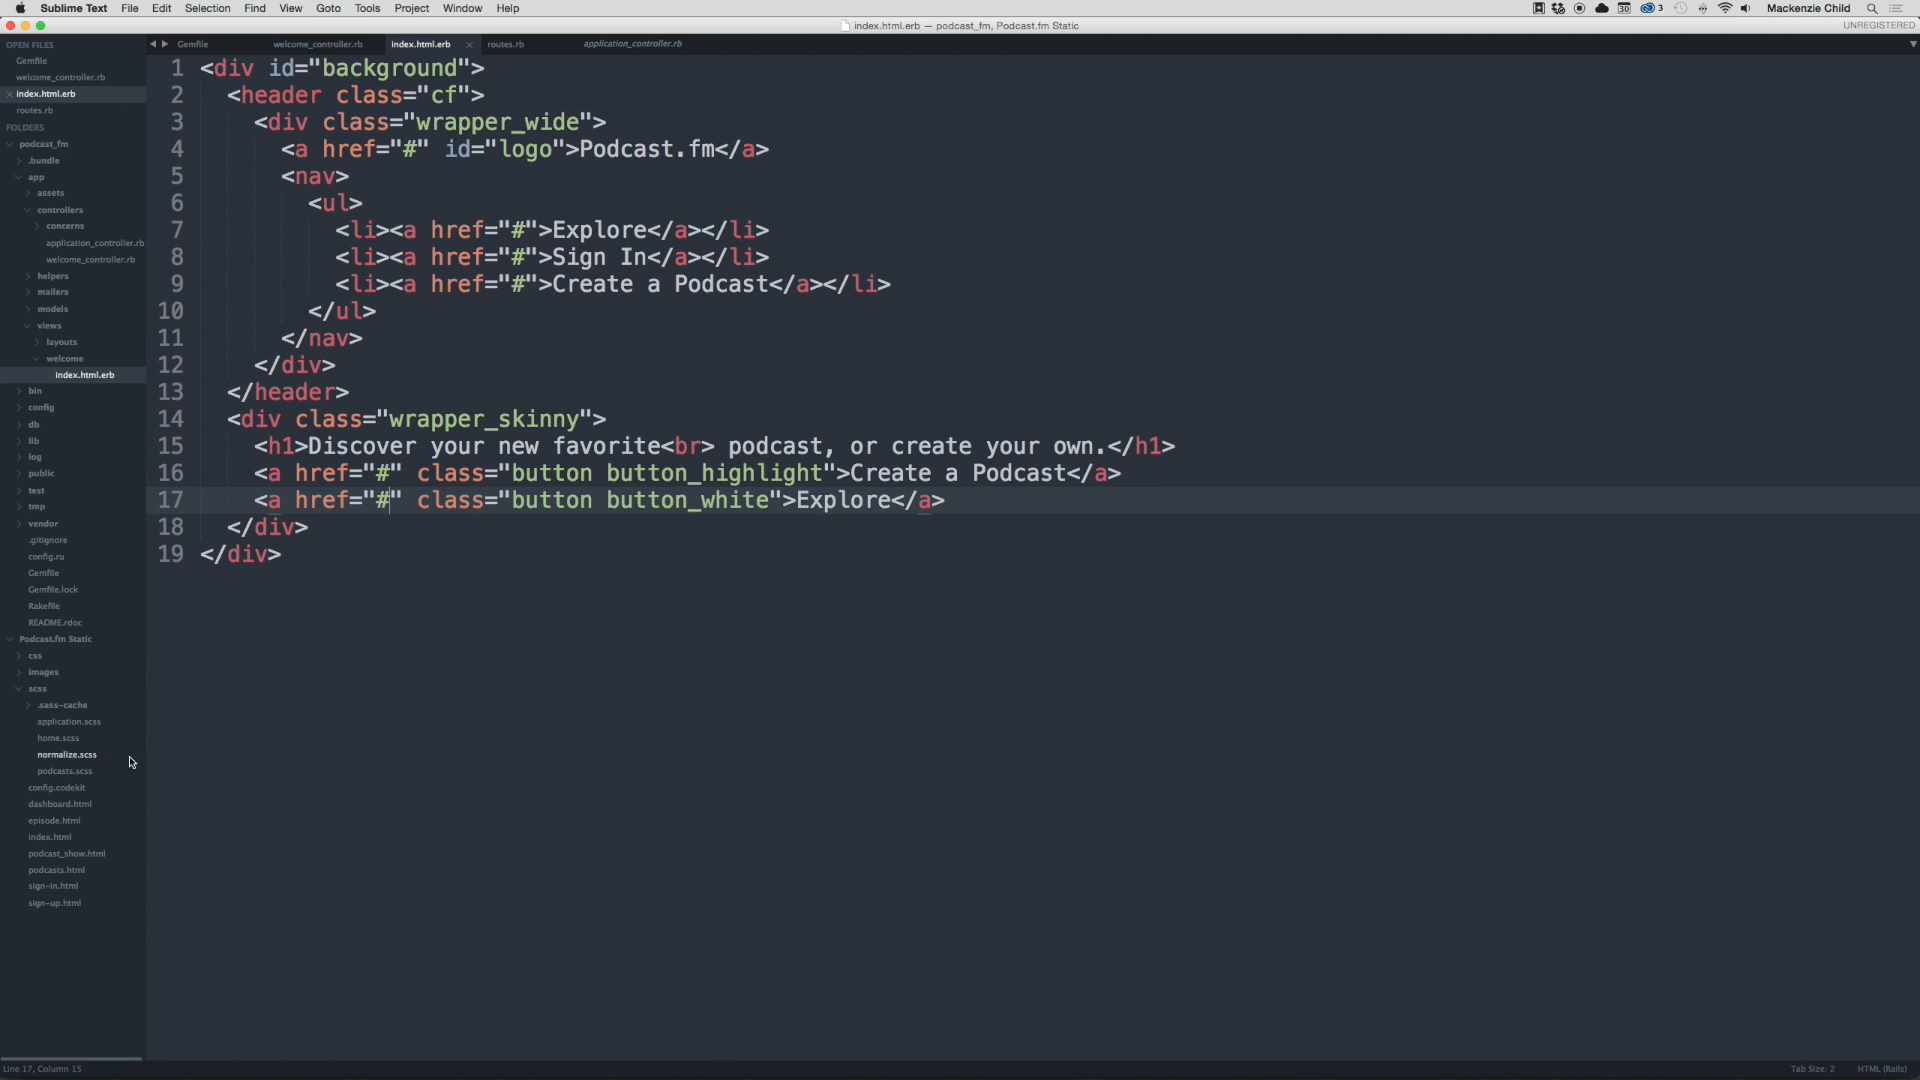 Sublime Text File Edit Selection Find View Goto Tools Project Window Help 30 3 Mackenzie Child
index.html.erb — podcast_fm, Podcast.fm Static UNREGISTERED
OPEN FILES
Gemfile
welcome_controller.rb
index.html.erb
routes.rb
FOLDERS
podcast_fm
.bundle
app
assets
controllers
concerns
application_controller.rb
welcome_controller.rb
helpers
mailers
models
views
layouts
welcome
index.html.erb
bin
config
db
lib
log
public
test
tmp
vendor
.gitignore
config.ru
Gemfile
Gemfile.lock
Rakefile
README.rdoc
Podcast.fm Static
css
images
scss
.sass-cache
application.scss
home.scss
normalize.scss
podcasts.scss
config.codekit
dashboard.html
episode.html
index.html
podcast_show.html
podcasts.html
sign-in.html
sign-up.html
Gemfile welcome_controller.rb index.html.erb routes.rb application_controller.rb
1 <div id="background">
2 <header class="cf">
3 <div class="wrapper_wide">
4 <a href="#" id="logo">Podcast.fm</a>
5 <nav>
6 <ul>
7 <li><a href="#">Explore</a></li>
8 <li><a href="#">Sign In</a></li>
9 <li><a href="#">Create a Podcast</a></li>
10 </ul>
11 </nav>
12 </div>
13 </header>
14 <div class="wrapper_skinny">
15 <h1>Discover your new favorite<br> podcast, or create your own.</h1>
16 <a href="#" class="button button_highlight">Create a Podcast</a>
17 <a href="#" class="button button_white">Explore</a>
18 </div>
19 </div>
Line 17, Column 15 Tab Size: 2 HTML (Rails)